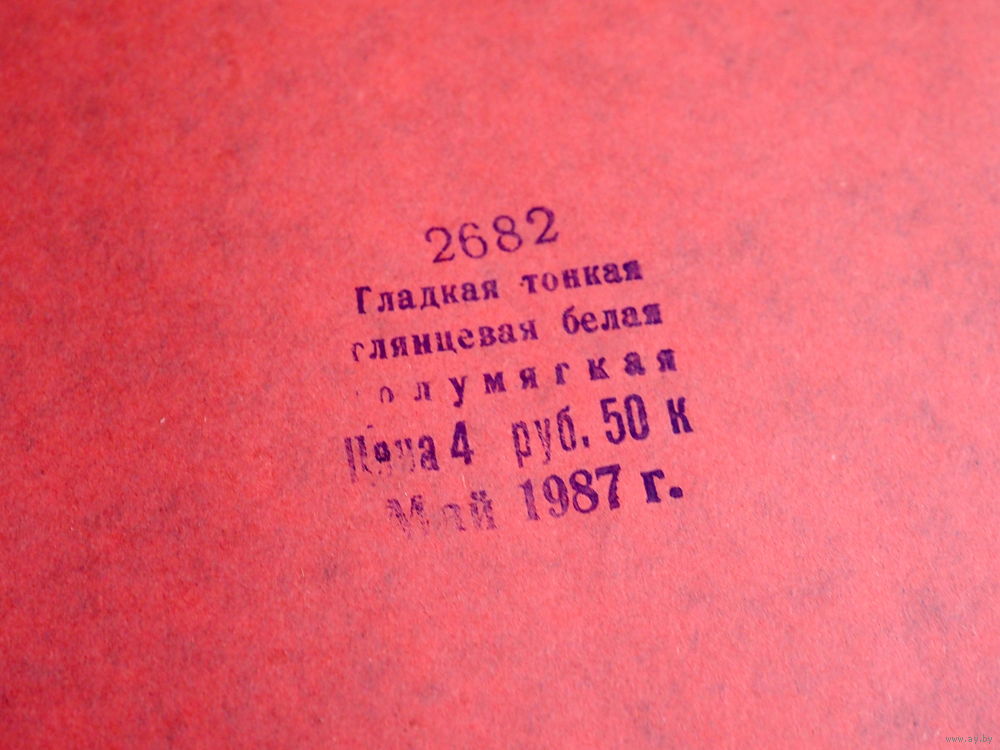 2682
Гладкая тонкая
глянцевая белая
полумягкая
Цена 4 руб. 50 к
Май 1987 г.
www.ay.by